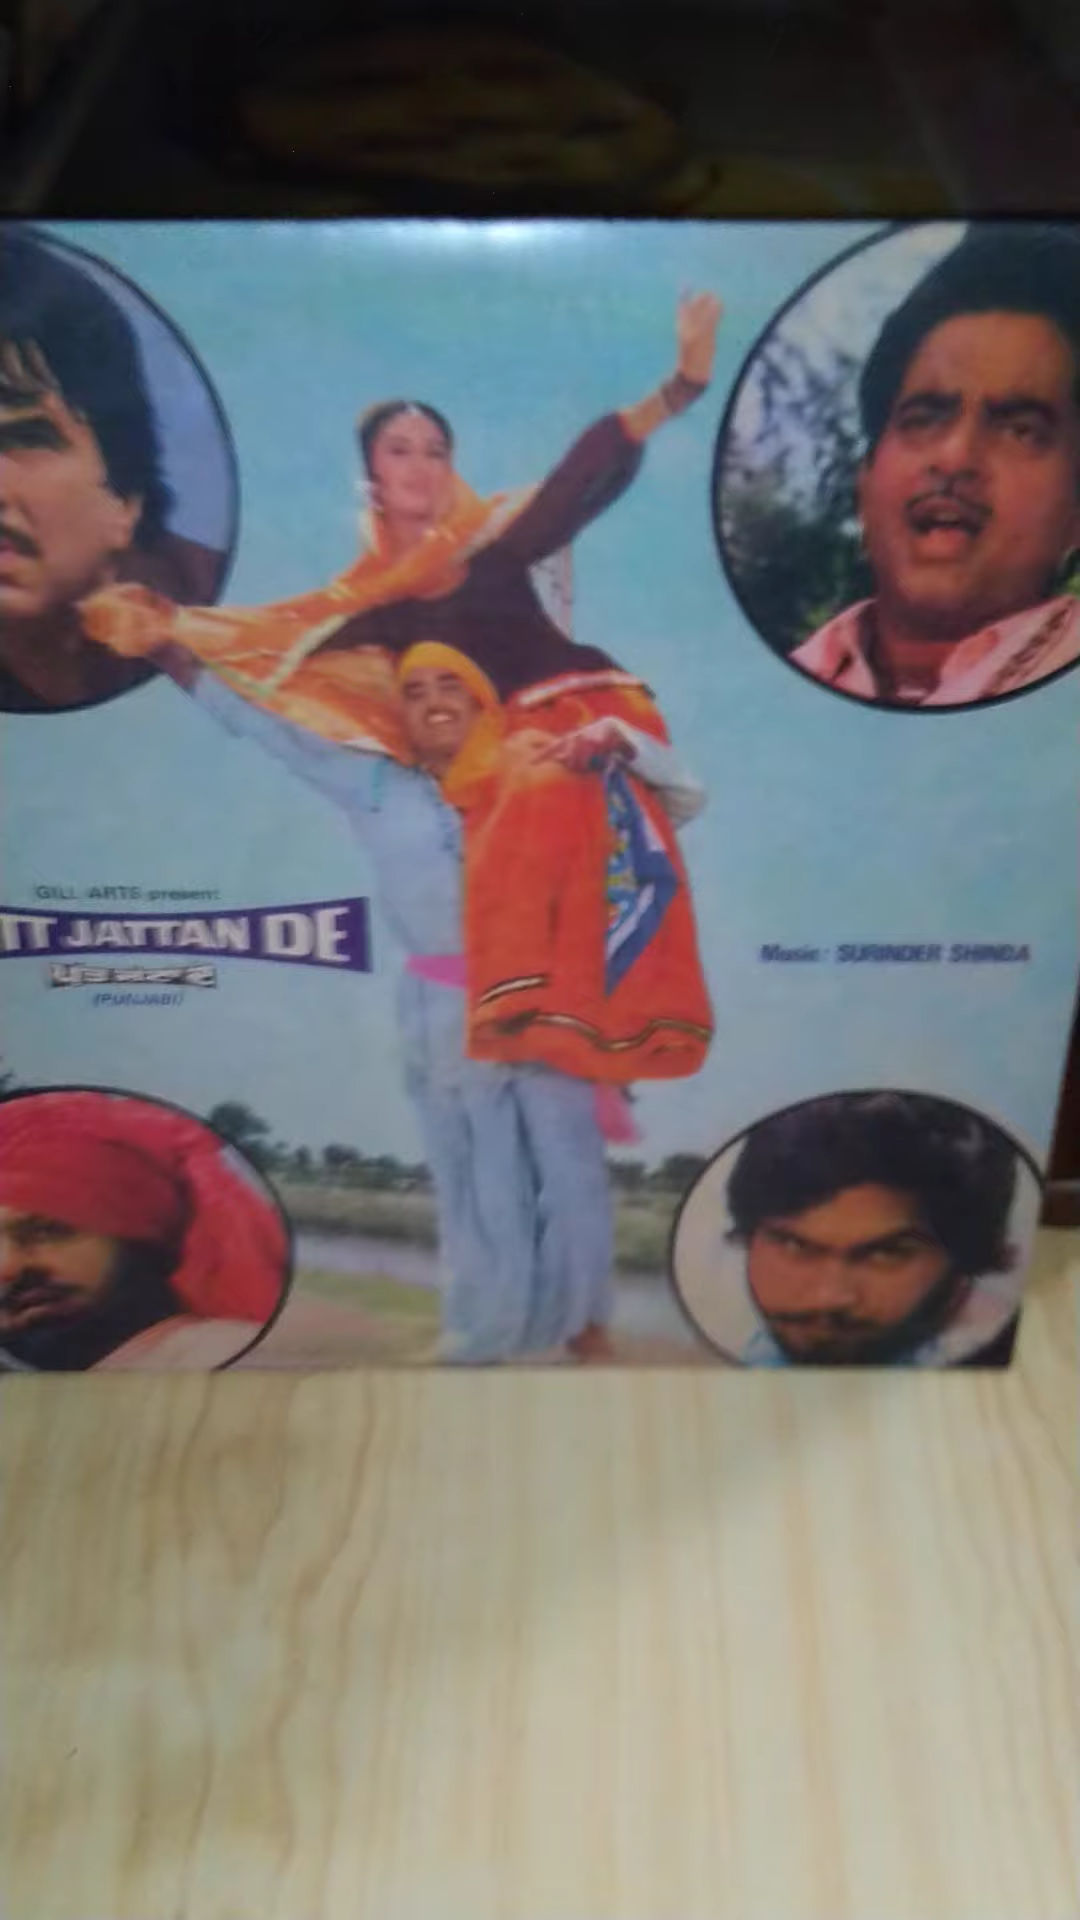 GILL ARTS present
TT JATTAN DE
ਪੁੱਤ ਜੱਟਾਂ ਦੇ
(PUNJABI)
Music: SURINDER SHINDA